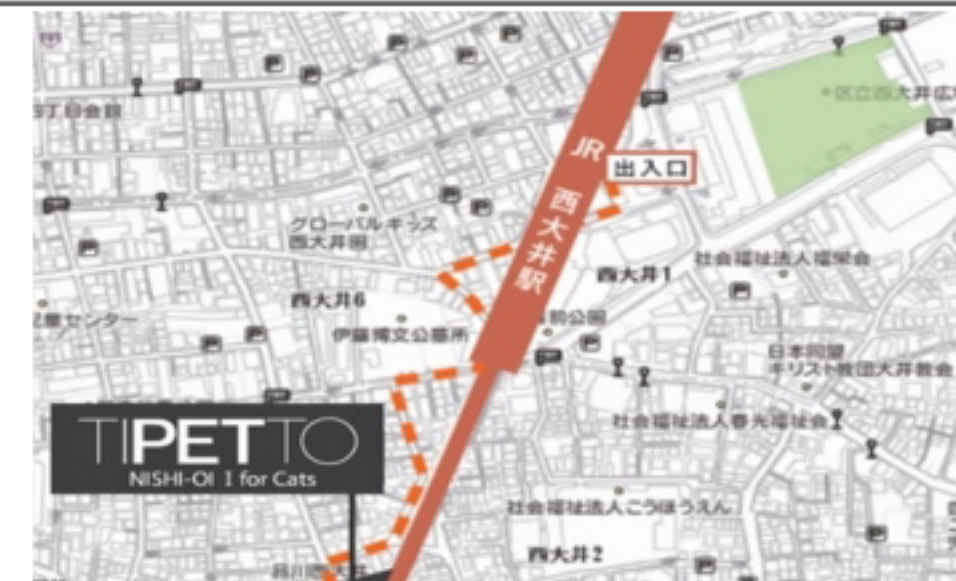 出入口
JR 西大井駅
グローバルキッズ
西大井園
西大井1
社会福祉法人福栄会
西大井6
伊藤博文公墓所
日本同盟
キリスト教団大井教会
社会福祉法人春光福祉会
TIPETTO
NISHI-OI I for Cats
社会福祉法人こうほうえん
西大井2